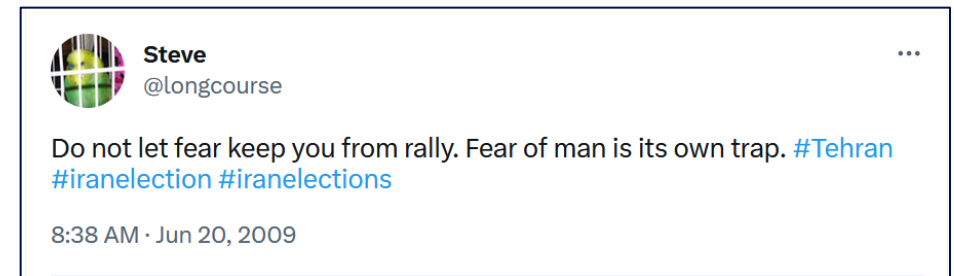 Steve
@longcourse
Do not let fear keep you from rally. Fear of man is its own trap. #Tehran
#iranelection #iranelections
8:38 AM · Jun 20, 2009